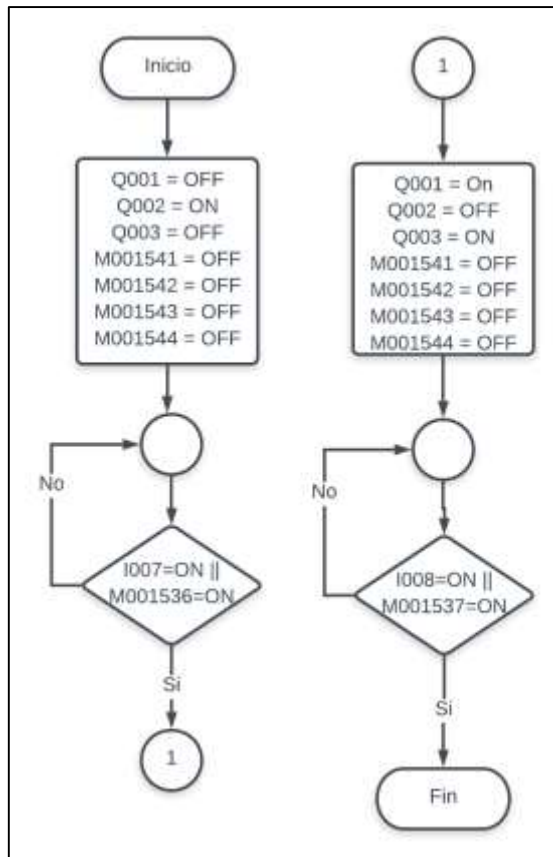 Inicio
Q001 = OFF
Q002 = ON
Q003 = OFF
M001541 = OFF
M001542 = OFF
M001543 = OFF
M001544 = OFF
No
I007=ON ||
M001536=ON
Si
1
1
Q001 = On
Q002 = OFF
Q003 = ON
M001541 = OFF
M001542 = OFF
M001543 = OFF
M001544 = OFF
No
I008=ON ||
M001537=ON
Si
Fin